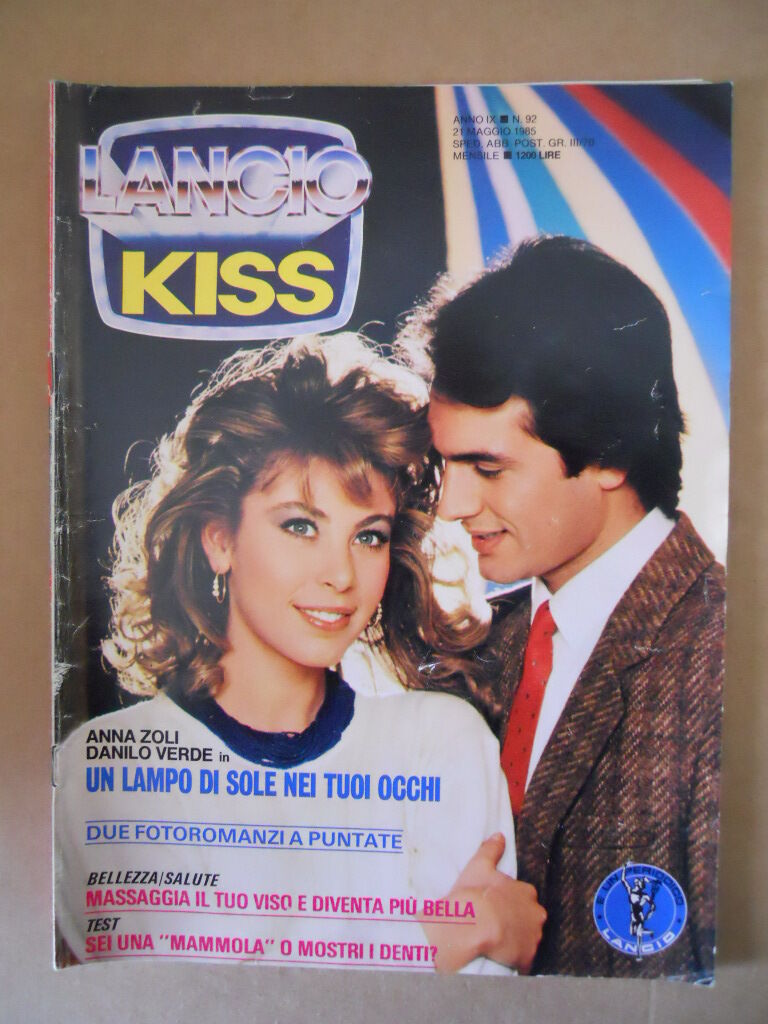 ANNO IX ■ N. 92
21 MAGGIO 1985
SPED. ABB. POST. GR. III/70
MENSILE ■ 1200 LIRE
LANCIO
KISS
ANNA ZOLI
DANILO VERDE in
UN LAMPO DI SOLE NEI TUOI OCCHI
DUE FOTOROMANZI A PUNTATE
BELLEZZA/SALUTE
MASSAGGIA IL TUO VISO E DIVENTA PIÙ BELLA
TEST
SEI UNA "MAMMOLA" O MOSTRI I DENTI?
È UN PERIODICO
LANCIO